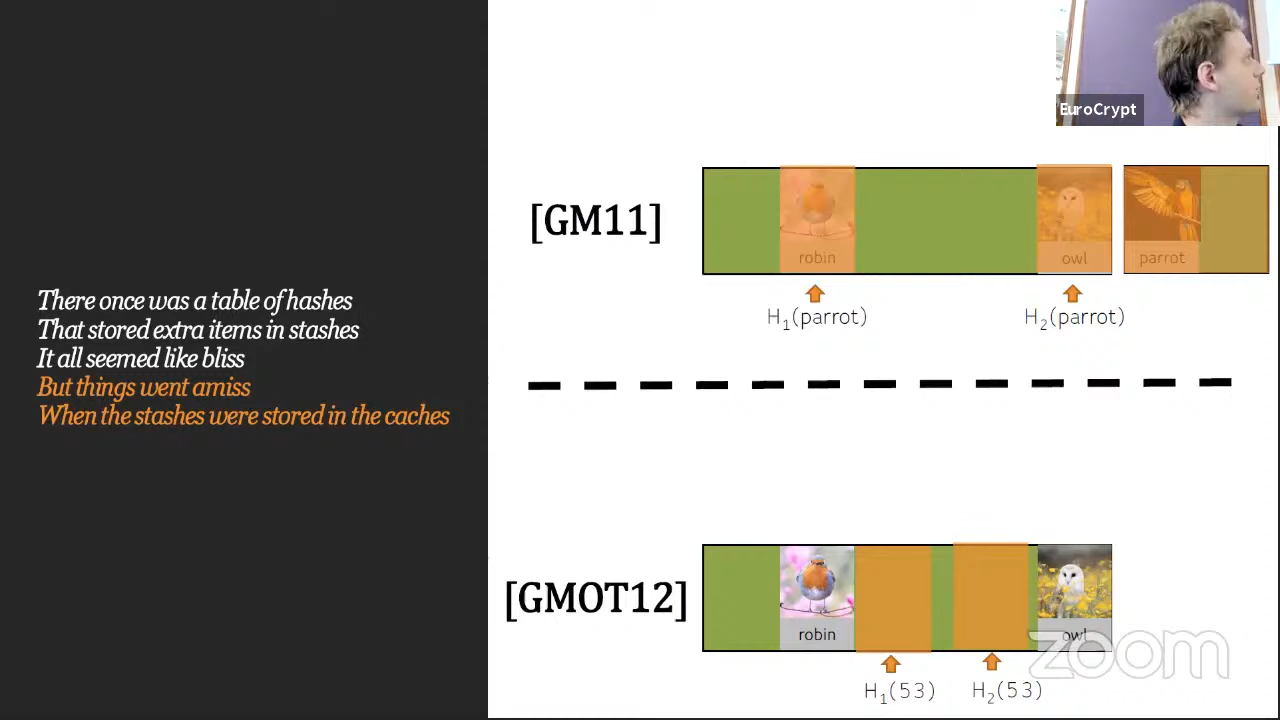 EuroCrypt
There once was a table of hashes
That stored extra items in stashes
It all seemed like bliss
But things went amiss
When the stashes were stored in the caches
[GM11]
robin
owl
parrot
H₁(parrot)
H₂(parrot)
[GMOT12]
robin
owl
H₁(53)
H₂(53)
zoom